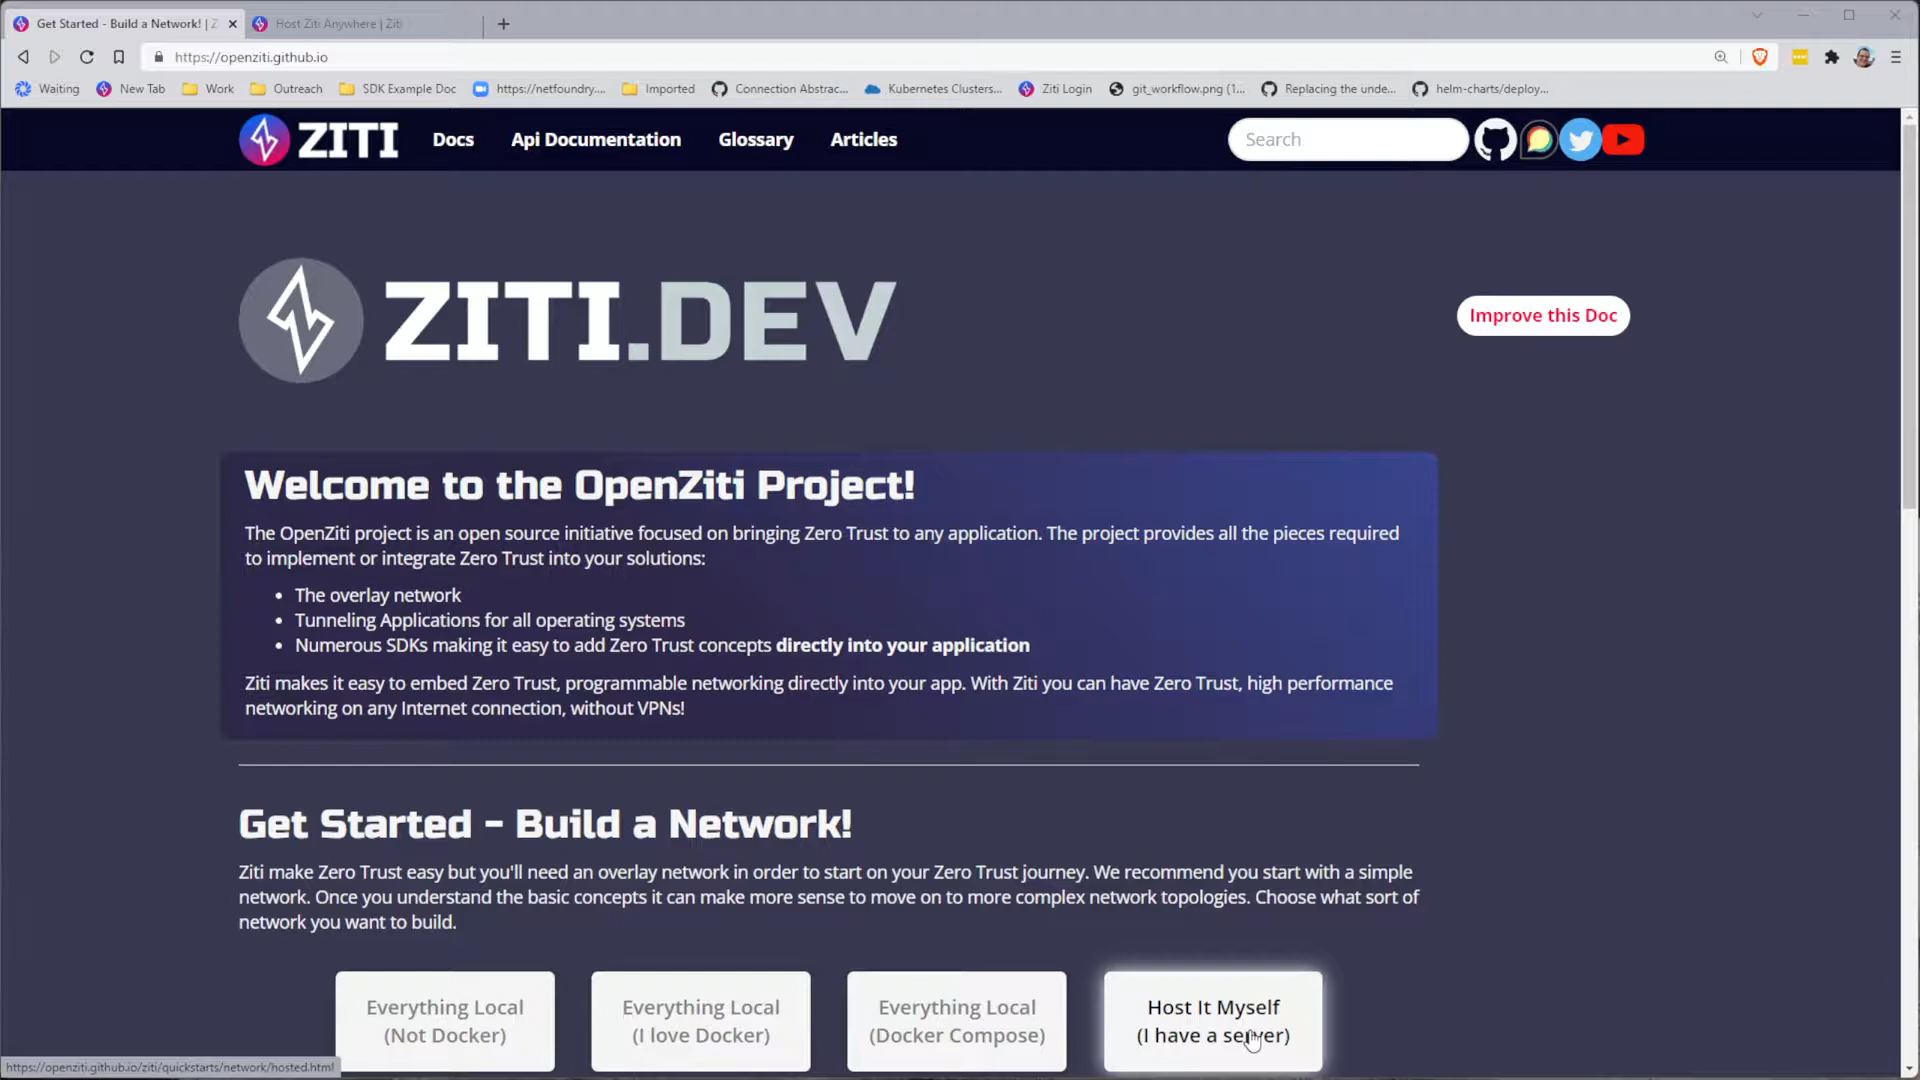 Get Started - Build a Network! | Z
Host Ziti Anywhere | Ziti
https://openziti.github.io
Waiting
New Tab
Work
Outreach
SDK Example Doc
https://netfoundry....
Imported
Connection Abstrac...
Kubernetes Clusters...
Ziti Login
git_workflow.png (1...
Replacing the unde...
helm-charts/deploy...
ZITI
Docs
Api Documentation
Glossary
Articles
Search
ZITI.DEV
Improve this Doc
Welcome to the OpenZiti Project!
The OpenZiti project is an open source initiative focused on bringing Zero Trust to any application. The project provides all the pieces required
to implement or integrate Zero Trust into your solutions:
• The overlay network
• Tunneling Applications for all operating systems
• Numerous SDKs making it easy to add Zero Trust concepts directly into your application
Ziti makes it easy to embed Zero Trust, programmable networking directly into your app. With Ziti you can have Zero Trust, high performance
networking on any Internet connection, without VPNs!
Get Started - Build a Network!
Ziti make Zero Trust easy but you'll need an overlay network in order to start on your Zero Trust journey. We recommend you start with a simple
network. Once you understand the basic concepts it can make more sense to move on to more complex network topologies. Choose what sort of
network you want to build.
Everything Local
(Not Docker)
Everything Local
(I love Docker)
Everything Local
(Docker Compose)
Host It Myself
(I have a server)
https://openziti.github.io/ziti/quickstarts/network/hosted.html